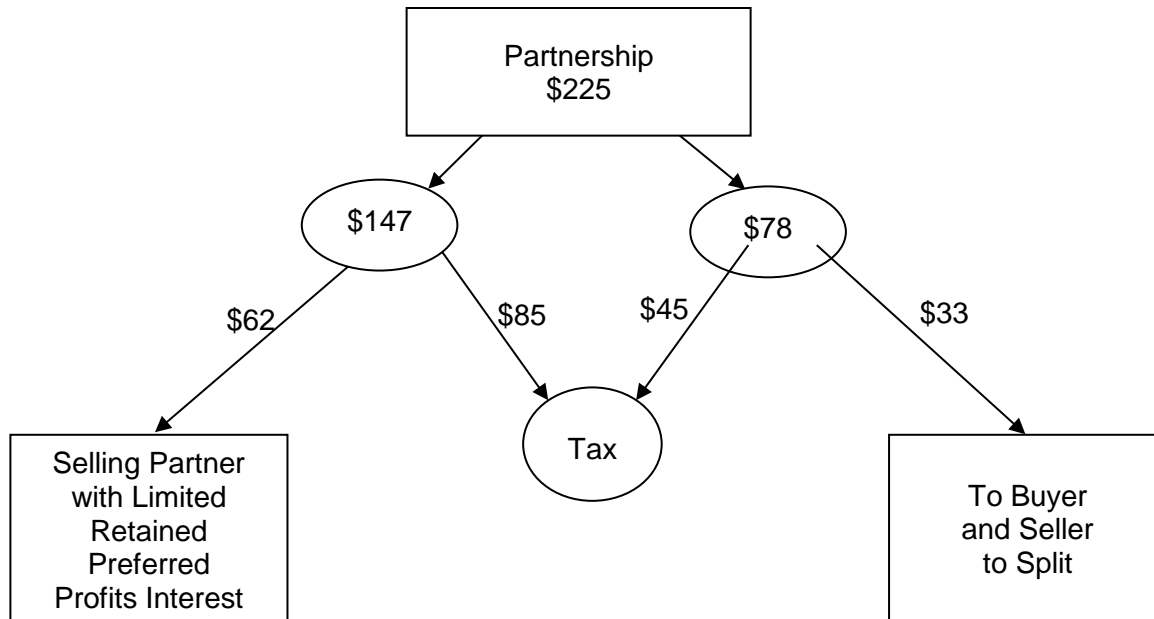 Partnership
$225
$147
$78
$62
$85
$45
$33
Selling Partner
with Limited
Retained
Preferred
Profits Interest
Tax
To Buyer
and Seller
to Split